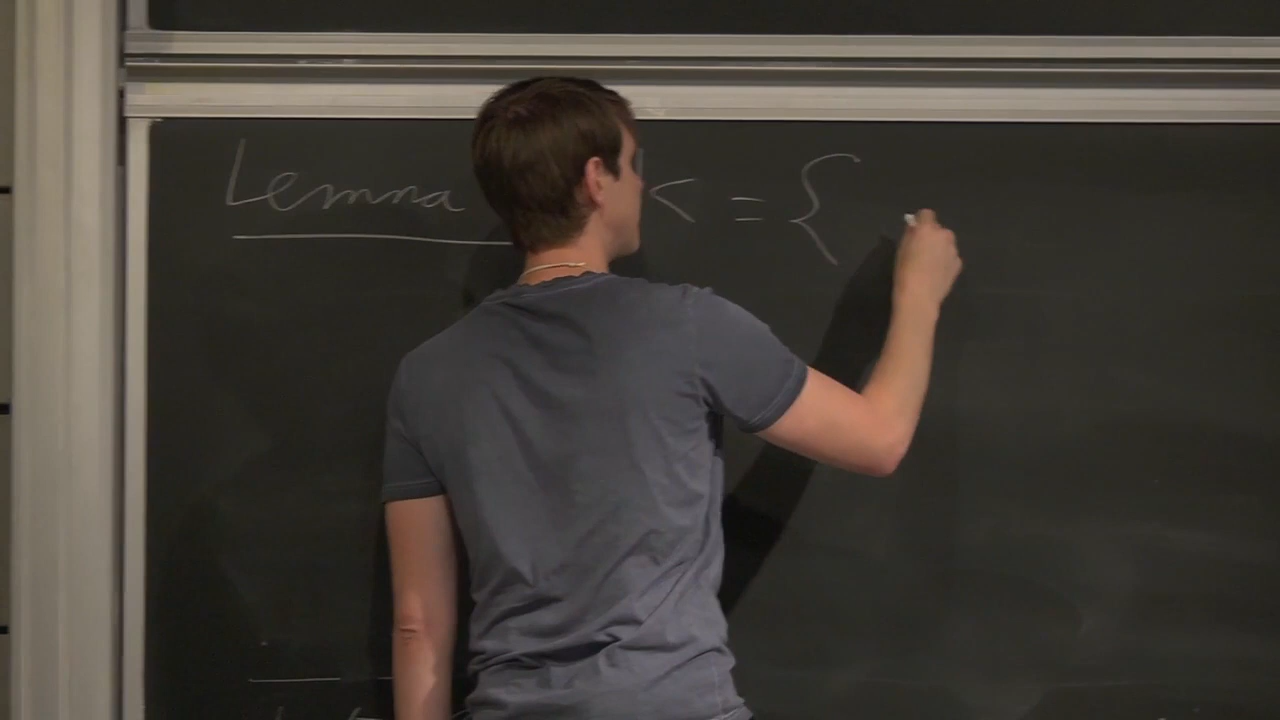 Lemma < = {